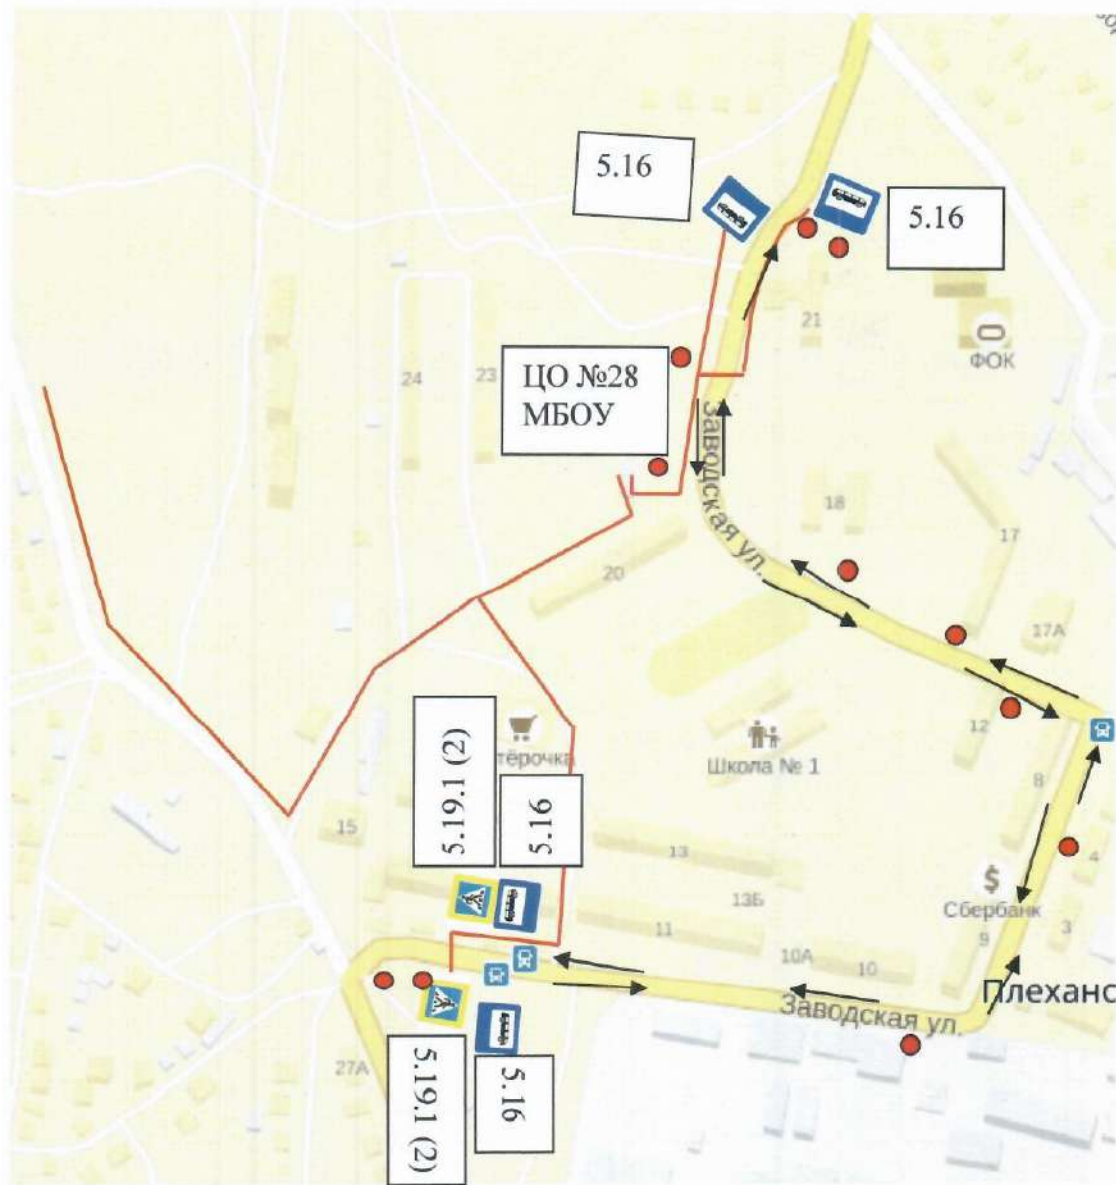 5.16
5.16
21
ФОК
24
23
ЦО №28
МБОУ
Заводская ул.
18
17
20
17А
12
5.19.1 (2)
5.16
тёрочка
Школа № 1
8
15
13
4
13Б
Сбербанк
11
3
9
10А
10
Плеханс
Заводская ул.
27А
5.19.1 (2)
5.16